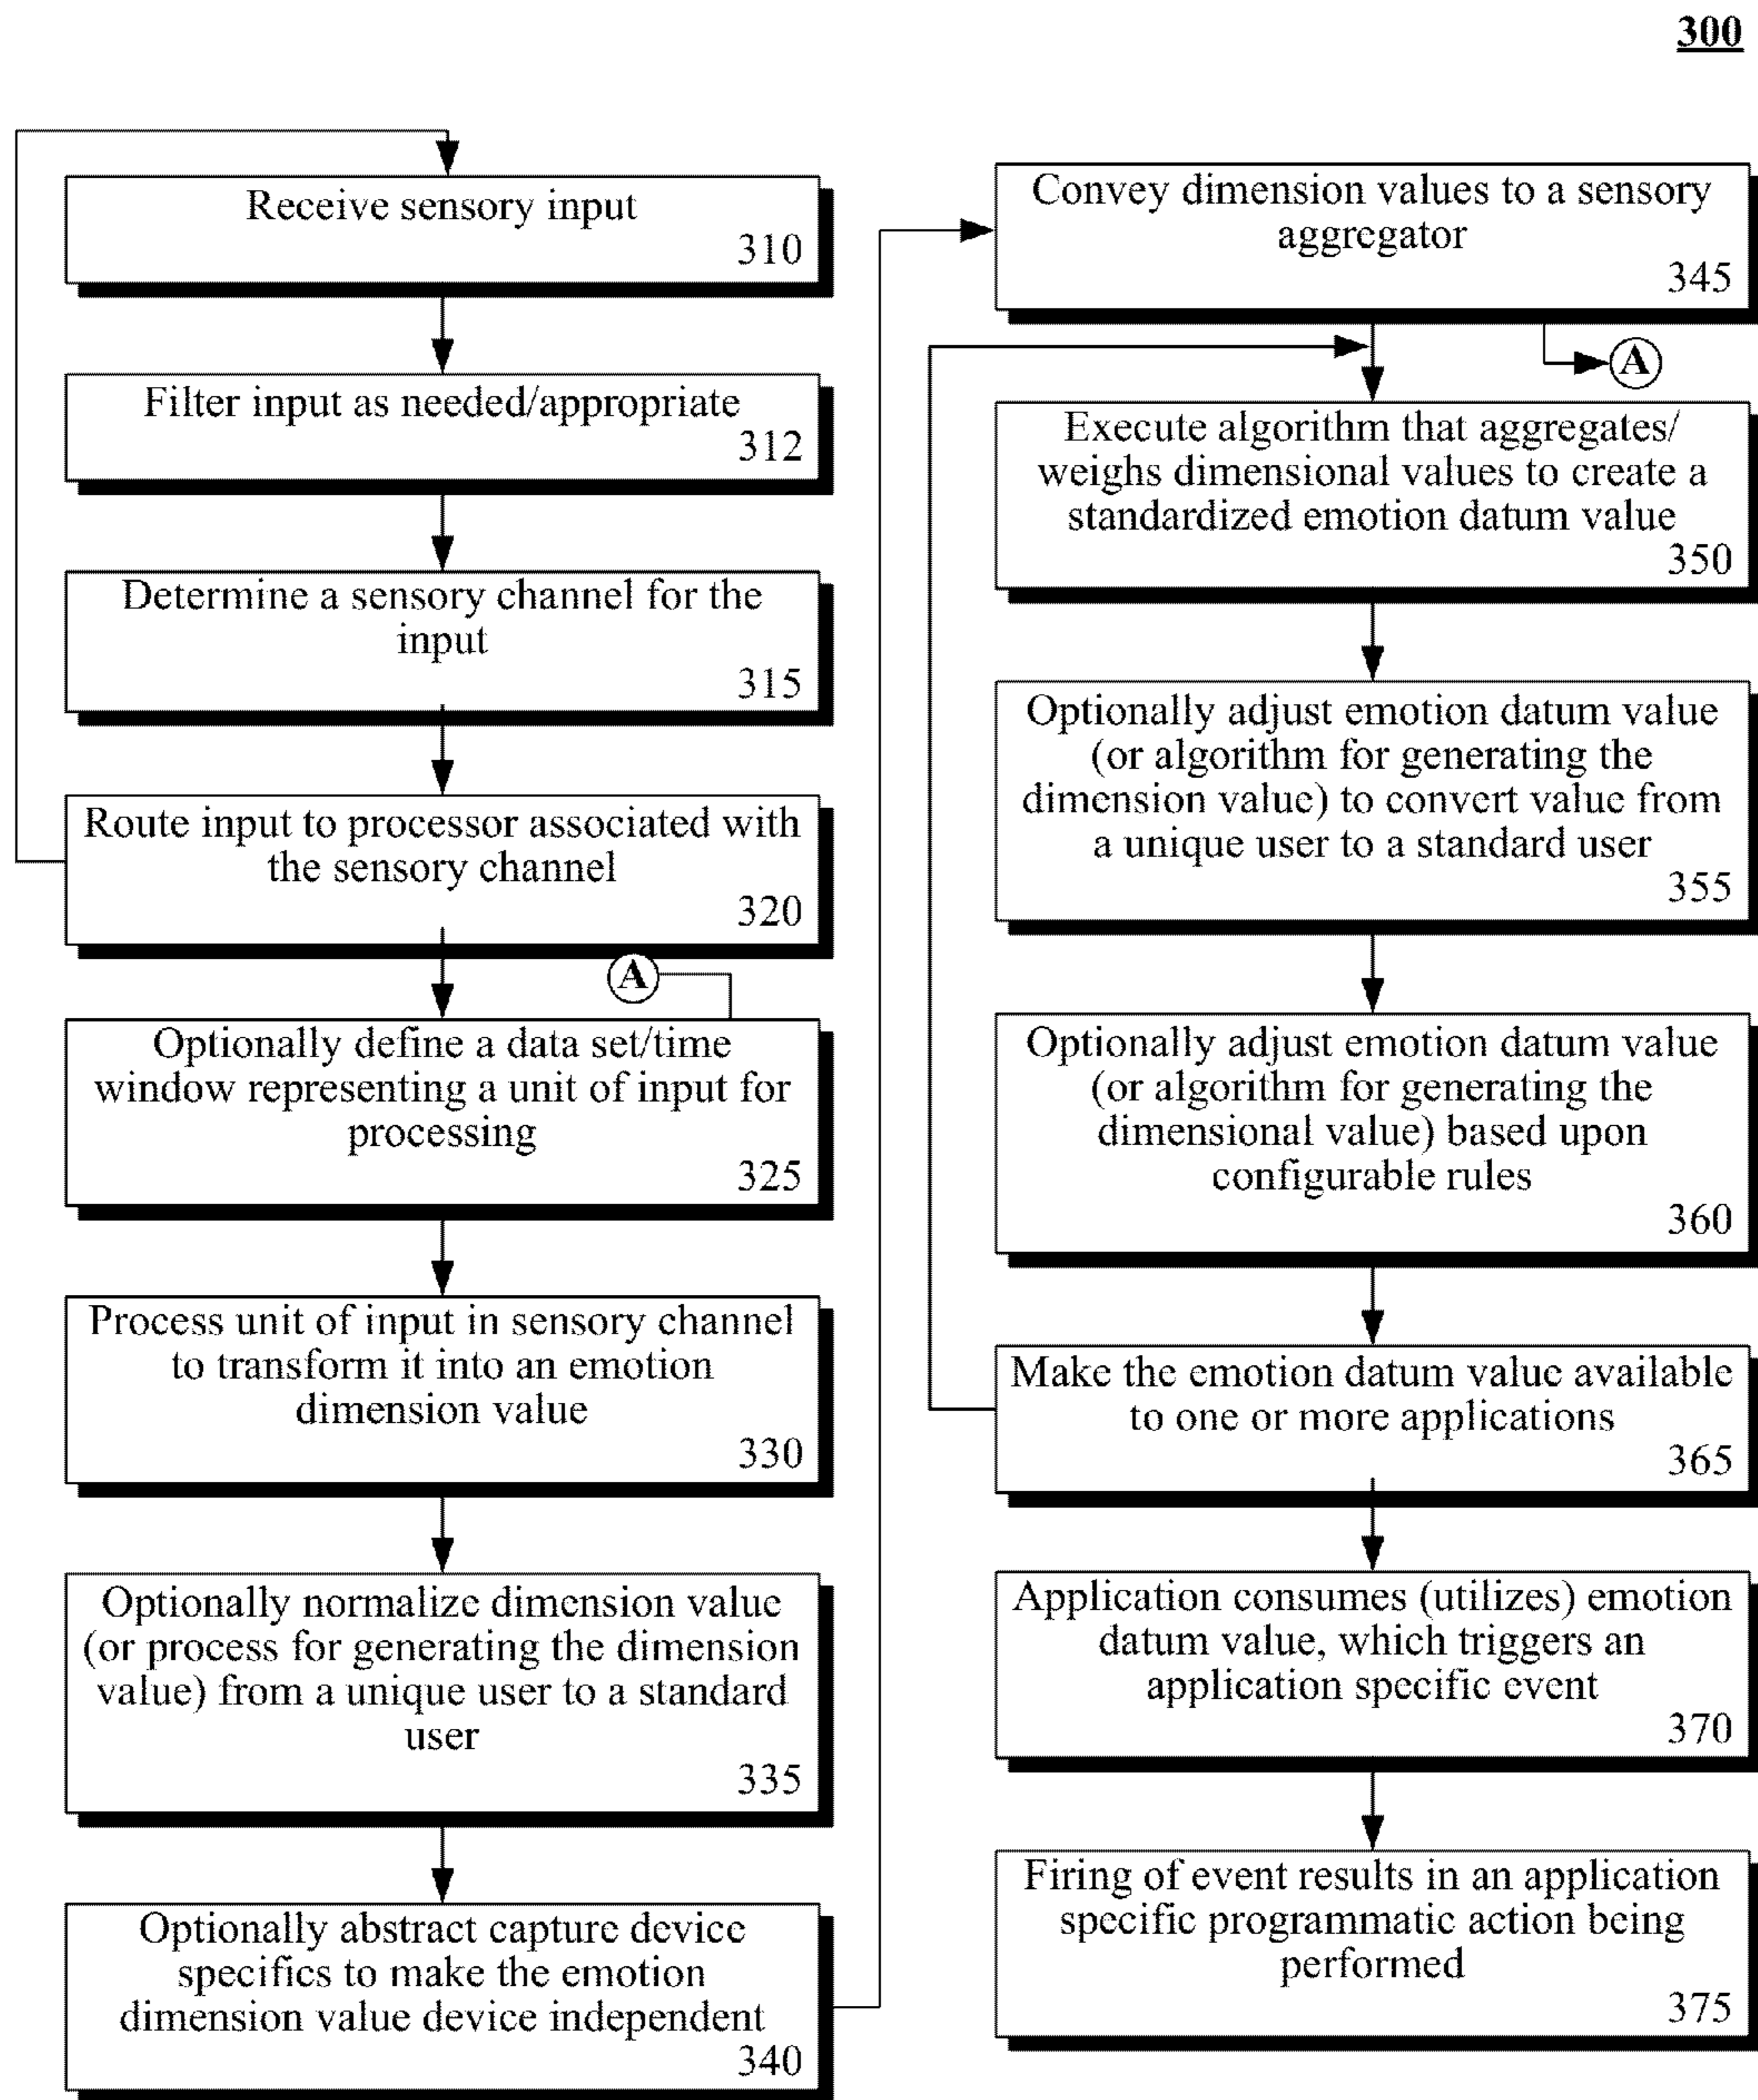 300
Receive sensory input
310
Filter input as needed/appropriate
312
Determine a sensory channel for the
input
315
Route input to processor associated with
the sensory channel
320
A
Optionally define a data set/time
window representing a unit of input for
processing
325
Process unit of input in sensory channel
to transform it into an emotion
dimension value
330
Optionally normalize dimension value
(or process for generating the dimension
value) from a unique user to a standard
user
335
Optionally abstract capture device
specifics to make the emotion
dimension value device independent
340
Convey dimension values to a sensory
aggregator
345
A
Execute algorithm that aggregates/
weighs dimensional values to create a
standardized emotion datum value
350
Optionally adjust emotion datum value
(or algorithm for generating the
dimension value) to convert value from
a unique user to a standard user
355
Optionally adjust emotion datum value
(or algorithm for generating the
dimensional value) based upon
configurable rules
360
Make the emotion datum value available
to one or more applications
365
Application consumes (utilizes) emotion
datum value, which triggers an
application specific event
370
Firing of event results in an application
specific programmatic action being
performed
375